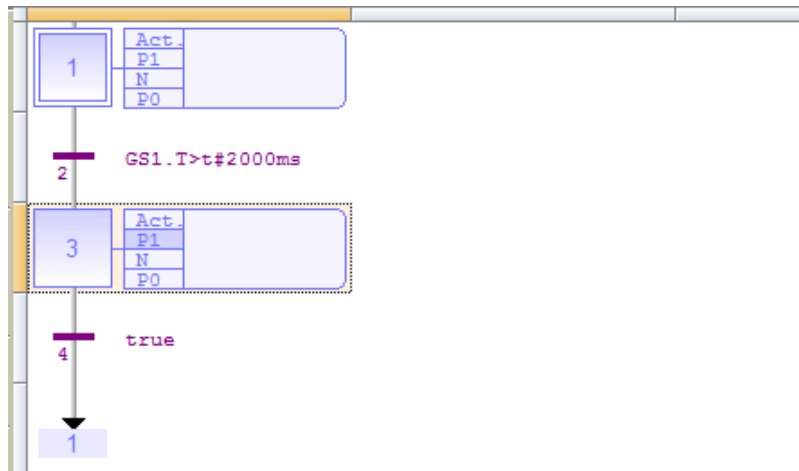 1
Act.
P1
N
P0
2
GS1.T>t#2000ms
3
Act.
P1
N
P0
4
true
1